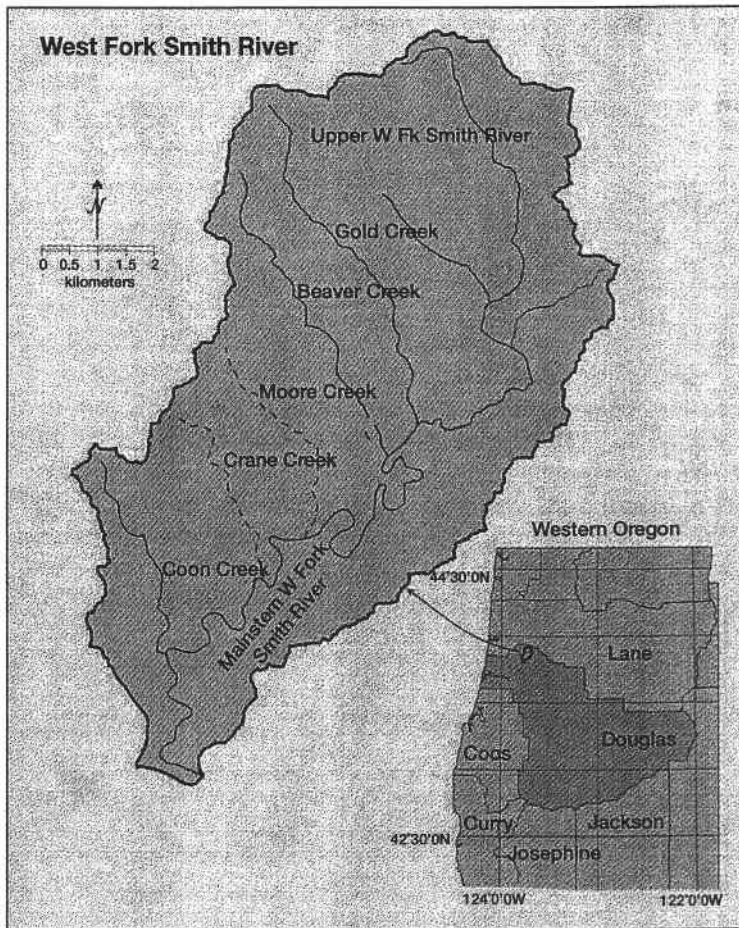 West Fork Smith River
Upper W Fk Smith River
N
0 0.5 1 1.5 2
kilometers
Gold Creek
Beaver Creek
Moore Creek
Crane Creek
Coon Creek
Mainstem W Fork
Smith River
Western Oregon
44°30'0N
Lane
Coos
Douglas
Curry
Jackson
42°30'0N
Josephine
124°0'0W
122°0'0W